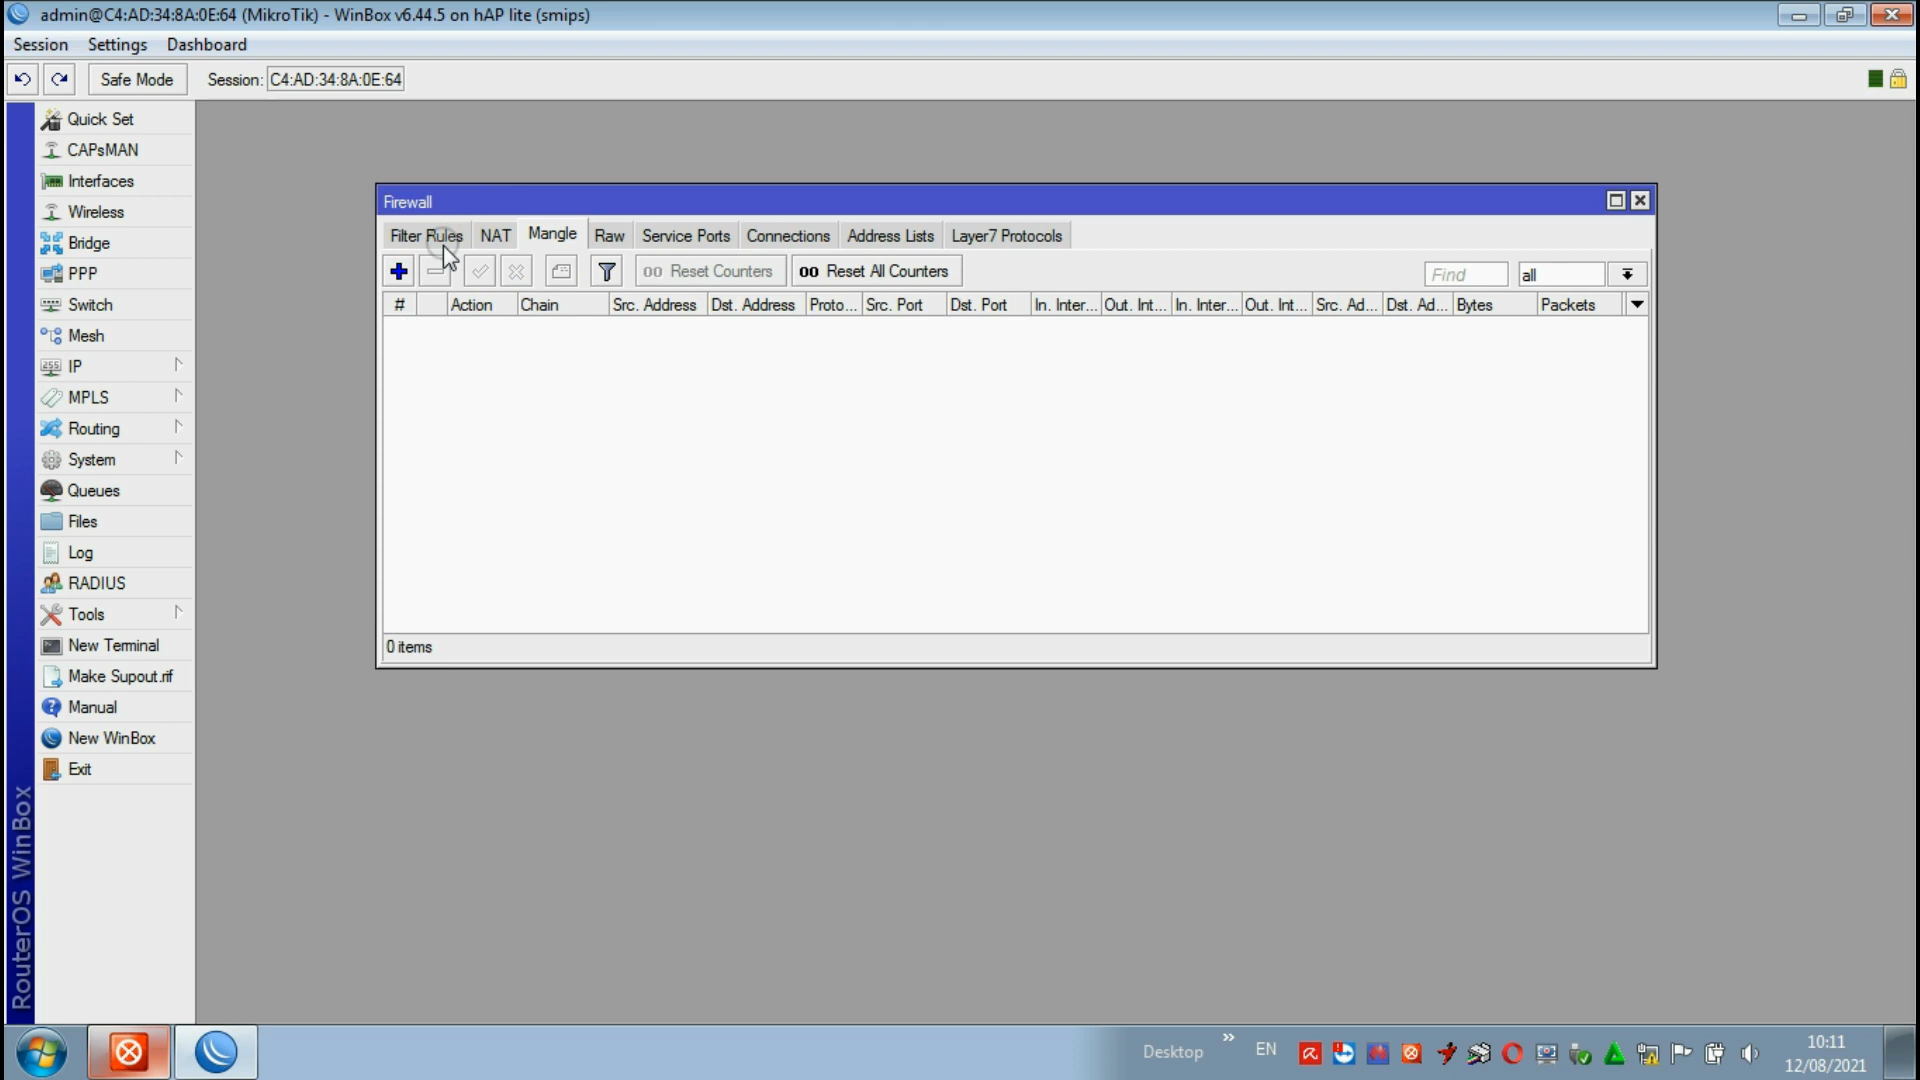 admin@C4:AD:34:8A:0E:64 (MikroTik) - WinBox v6.44.5 on hAP lite (smips)
Session Settings Dashboard
Safe Mode Session: C4:AD:34:8A:0E:64
Quick Set
CAPsMAN
Interfaces
Wireless
Bridge
PPP
Switch
Mesh
IP
MPLS
Routing
System
Queues
Files
Log
RADIUS
Tools
New Terminal
Make Supout.rif
Manual
New WinBox
Exit
RouterOS WinBox
Firewall
Filter Rules NAT Mangle Raw Service Ports Connections Address Lists Layer7 Protocols
00 Reset Counters 00 Reset All Counters Find all
# Action Chain Src. Address Dst. Address Proto... Src. Port Dst. Port In. Inter... Out. Int... In. Inter... Out. Int... Src. Ad... Dst. Ad... Bytes Packets
0 items
Desktop » EN 10:11
12/08/2021